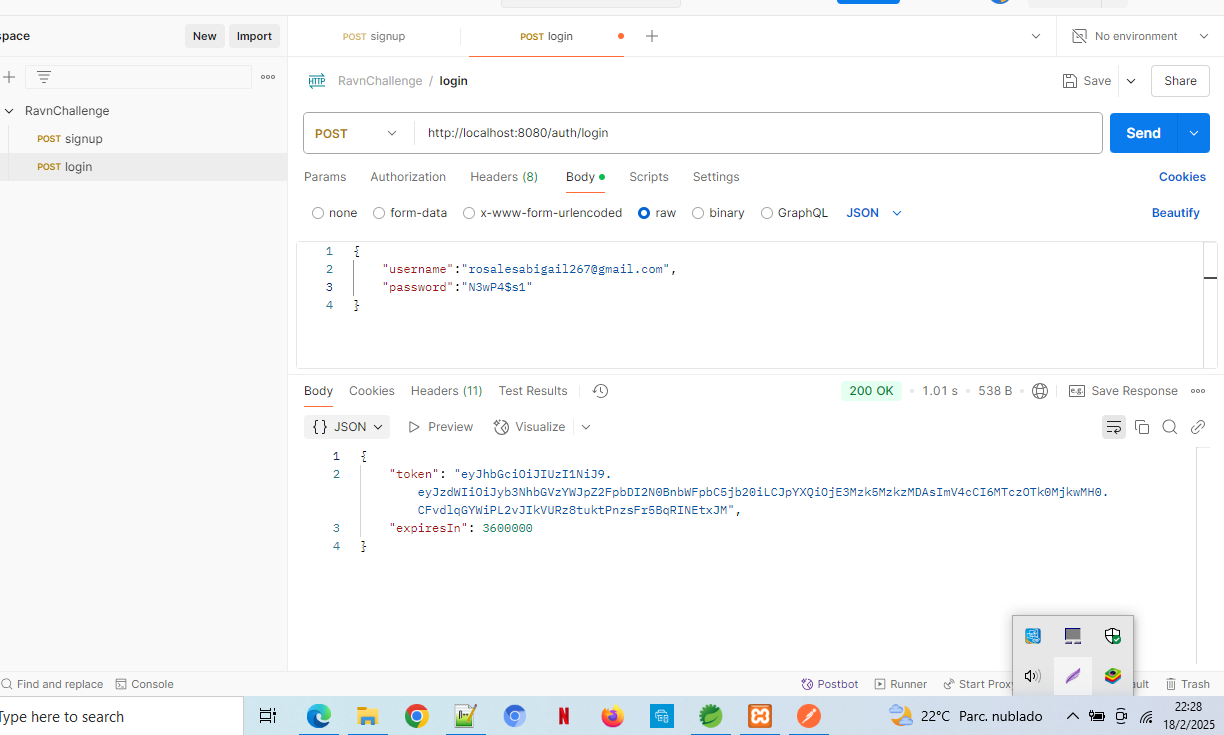 space
New
Import
POST signup
POST login
No environment
RavnChallenge
POST signup
POST login
HTTP RavnChallenge / login
Save
Share
POST
http://localhost:8080/auth/login
Send
Params
Authorization
Headers (8)
Body
Scripts
Settings
Cookies
none
form-data
x-www-form-urlencoded
raw
binary
GraphQL
JSON
Beautify
1 {
2 "username":"rosalesabigail267@gmail.com",
3 "password":"N3wP4$s1"
4 }
Body
Cookies
Headers (11)
Test Results
200 OK
1.01 s
538 B
e.g.
Save Response
{} JSON
Preview
Visualize
1 {
2 "token": "eyJhbGciOiJIUzI1NiJ9.
eyJzdWIiOiJyb3NhbGVzYWJpZ2FpbDI2N0BnbWFpbC5jb20iLCJpYXQiOjE3Mzk5MzkzMDAsImV4cCI6MTczOTk0MjkwMH0.
CFvdlqGYWiPL2vJIkVURz8tuktPnzsFr5BqRINEtxJM",
3 "expiresIn": 3600000
4 }
Find and replace
Console
Postbot
Runner
Start Prox
ult
Trash
Type here to search
22°C Parc. nublado
22:28
18/2/2025